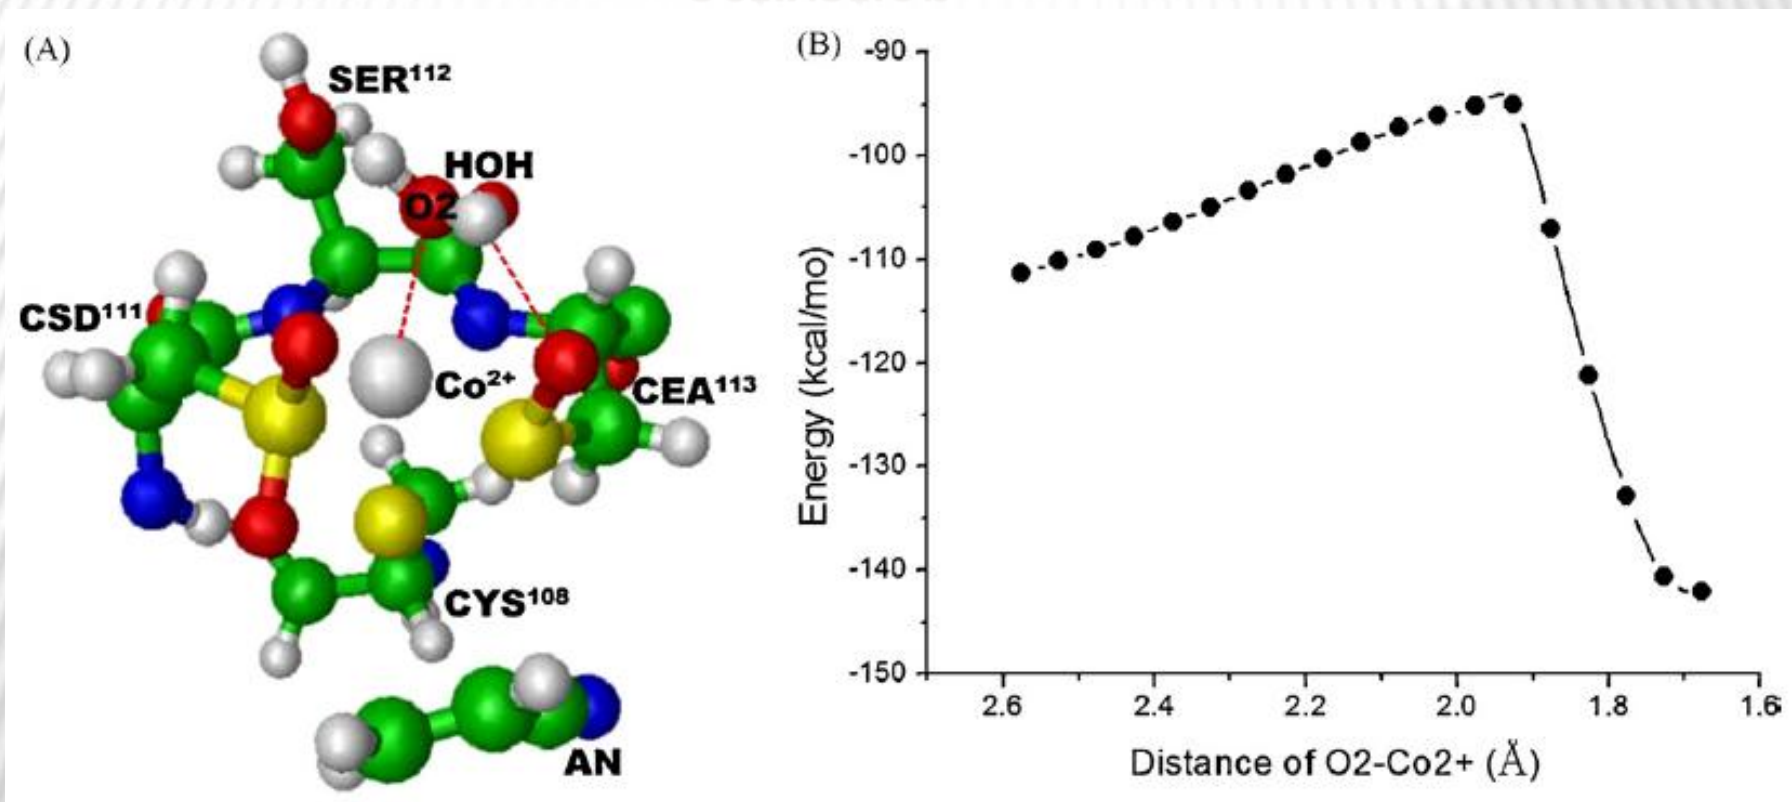 (A)
SER¹¹²
HOH
O2
CSD¹¹¹
Co²⁺
CEA¹¹³
CYS¹⁰⁸
AN
(B)
-90
-100
-110
-120
-130
-140
-150
Energy (kcal/mo)
2.6 2.4 2.2 2.0 1.8 1.6
Distance of O2-Co2+ (Å)